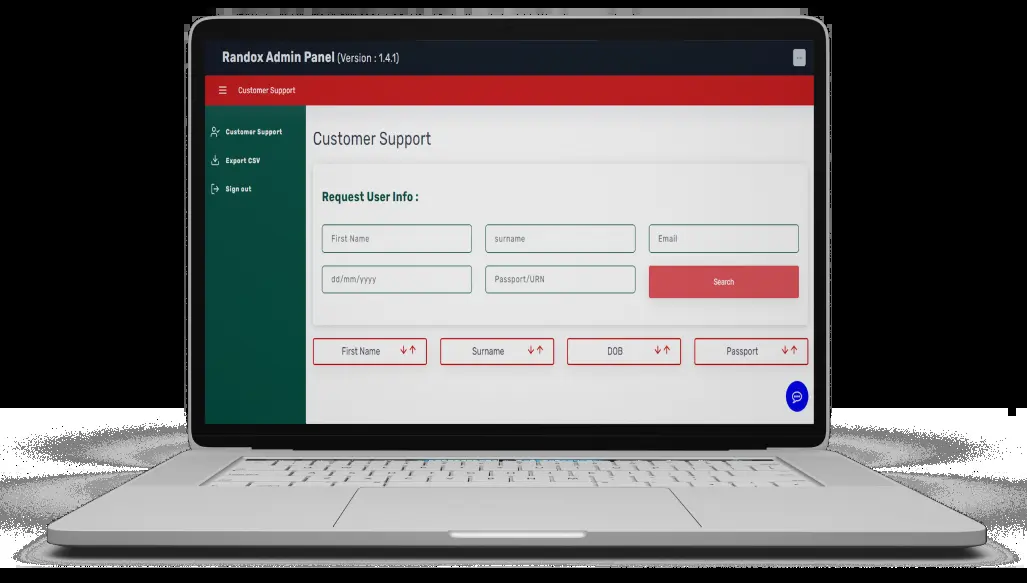 Randox Admin Panel (Version : 1.4.1)
Customer Support
Customer Support
Export CSV
Sign out
Customer Support
Request User Info :
First Name surname Email
dd/mm/yyyy Passport/URN Search
First Name Surname DOB Passport